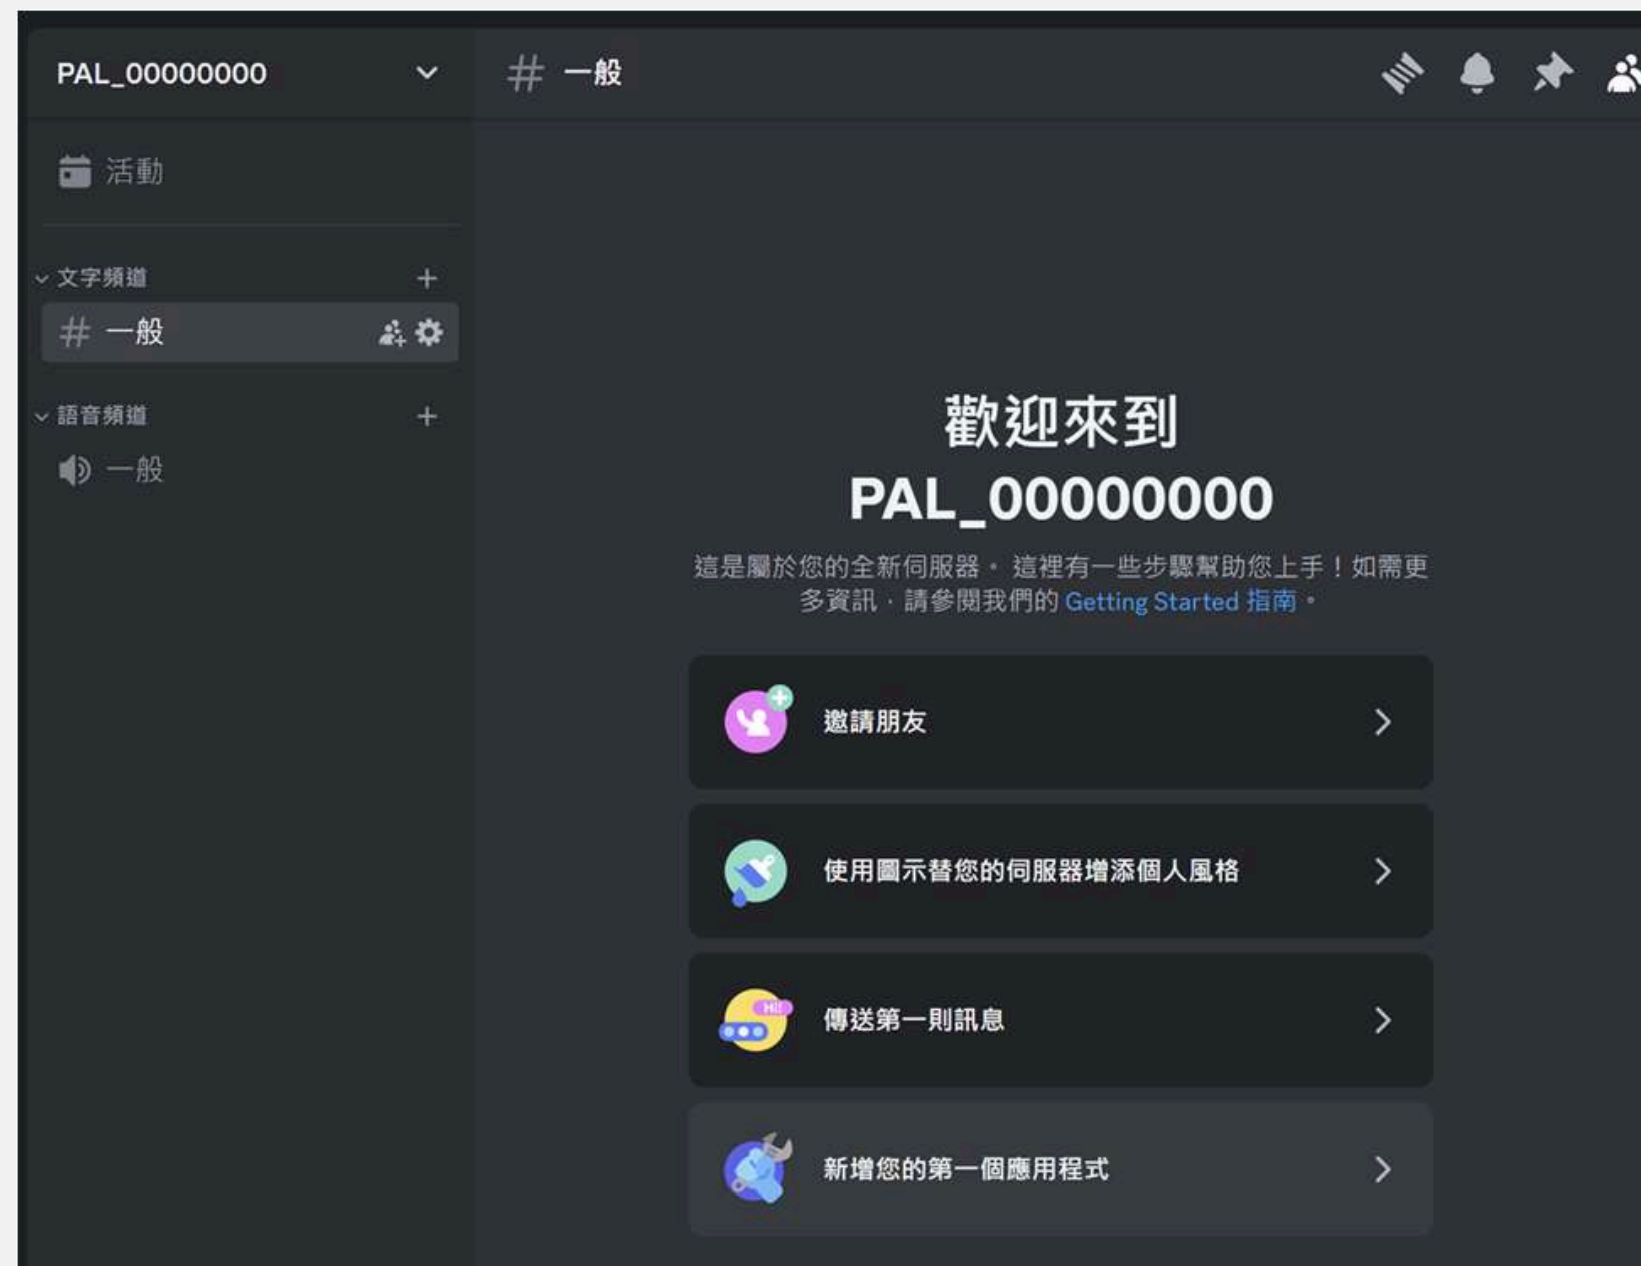 PAL_00000000
# 一般
活動
文字頻道
# 一般
語音頻道
一般
歡迎來到
PAL_00000000
這是屬於您的全新伺服器。 這裡有一些步驟幫助您上手！如需更
多資訊，請參閱我們的 Getting Started 指南。
邀請朋友
使用圖示替您的伺服器增添個人風格
Hi!
傳送第一則訊息
新增您的第一個應用程式